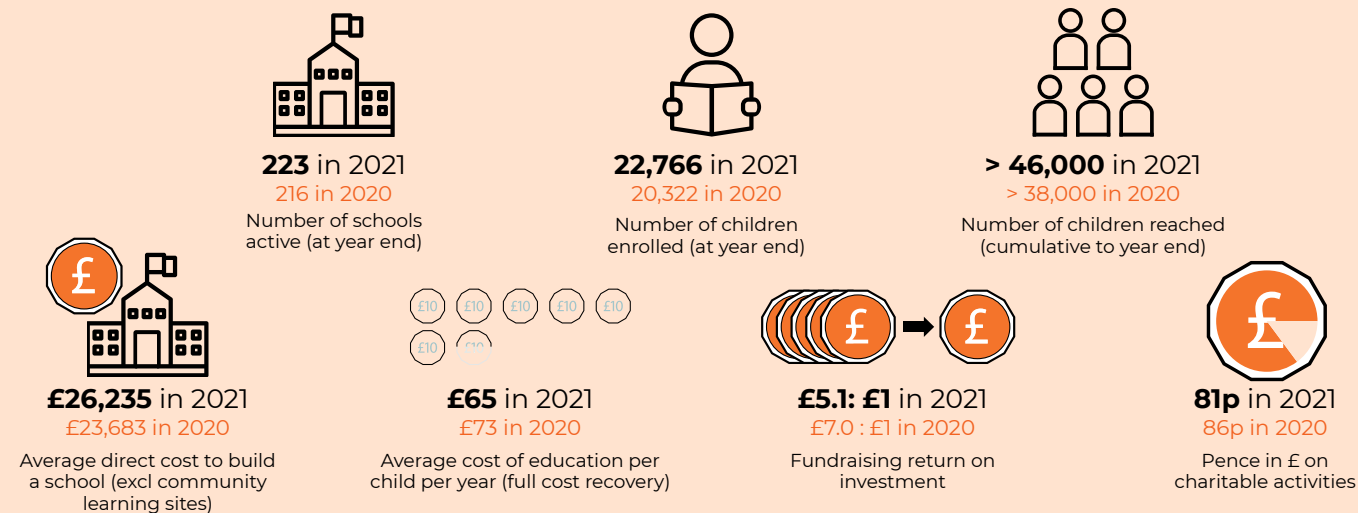 223 in 2021
216 in 2020
Number of schools
active (at year end)
22,766 in 2021
20,322 in 2020
Number of children
enrolled (at year end)
> 46,000 in 2021
> 38,000 in 2020
Number of children reached
(cumulative to year end)
£
£26,235 in 2021
£23,683 in 2020
Average direct cost to build
a school (excl community
learning sites)
£10 £10 £10 £10 £10
£10 £10
£65 in 2021
£73 in 2020
Average cost of education per
child per year (full cost recovery)
£ £
£5.1: £1 in 2021
£7.0 : £1 in 2020
Fundraising return on
investment
£
81p in 2021
86p in 2020
Pence in £ on
charitable activities